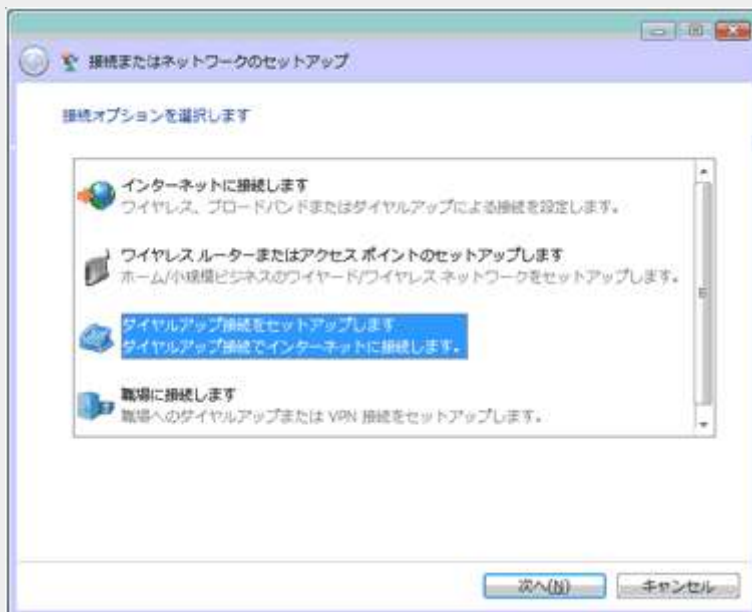 接続またはネットワークのセットアップ
接続オプションを選択します
インターネットに接続します
ワイヤレス、ブロードバンドまたはダイヤルアップによる接続を設定します。
ワイヤレス ルーターまたはアクセス ポイントのセットアップします
ホーム/小規模ビジネスのワイヤード/ワイヤレス ネットワークをセットアップします。
ダイヤルアップ接続をセットアップします
ダイヤルアップ接続でインターネットに接続します。
職場に接続します
職場へのダイヤルアップまたは VPN 接続をセットアップします。
次へ(N) キャンセル